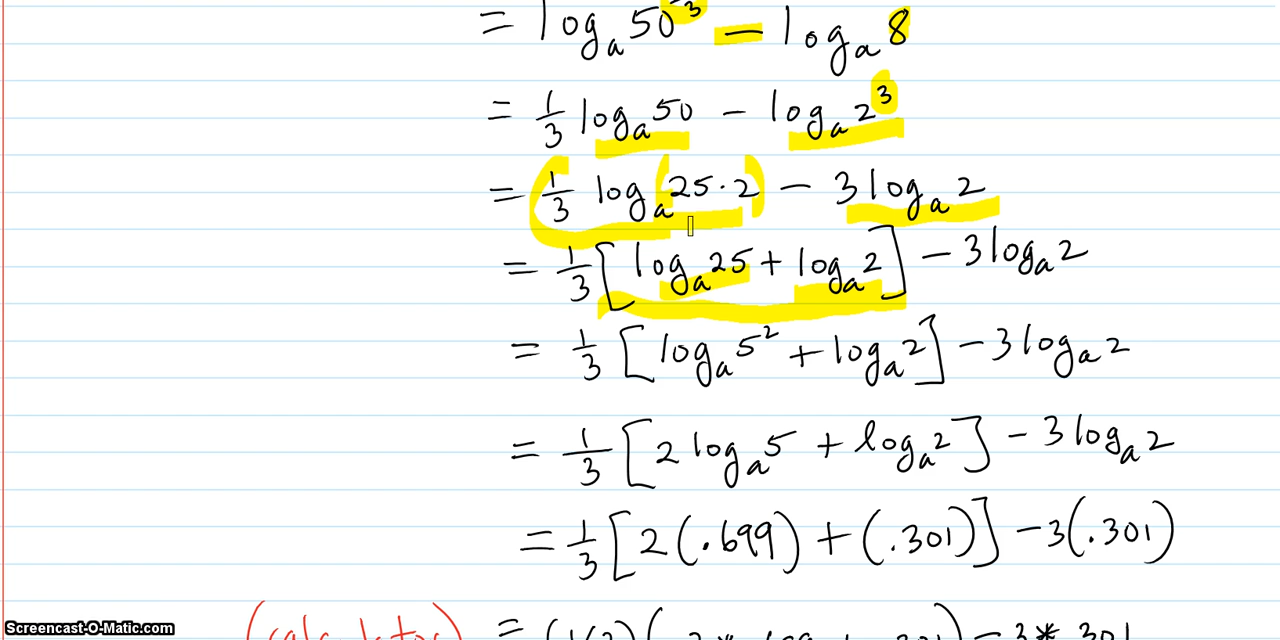 = log_a 50^3 − log_a 8
= 1/3 log_a 50 − log_a 2^3
= 1/3 log_a (25·2) − 3 log_a 2
= 1/3 [log_a 25 + log_a 2] − 3 log_a 2
= 1/3 [log_a 5^2 + log_a 2] − 3 log_a 2
= 1/3 [2 log_a 5 + log_a 2] − 3 log_a 2
= 1/3 [2(.699) + (.301)] − 3(.301)
(calculator) =
Screencast-O-Matic.com